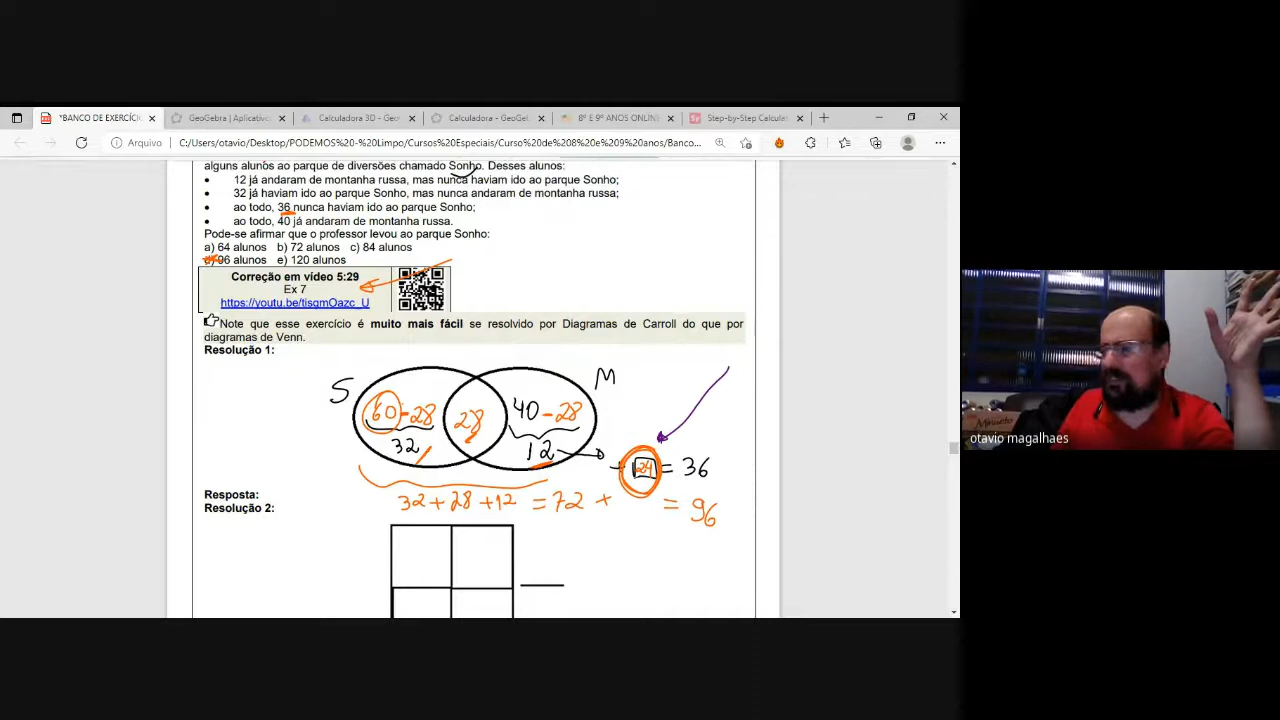 *BANCO DE EXERCÍC
GeoGebra | Aplicativo
Calculadora 3D - Geo
Calculadora - GeoGe
8º E 9º ANOS ONLIN
Step-by-Step Calculat
Arquivo
C:/Users/otavio/Desktop/PODEMOS%20-%20Limpo/Cursos%20Especiais/Curso%20de%208%20e%209%20anos/Banco...
alguns alunos ao parque de diversões chamado Sonho. Desses alunos:
• 12 já andaram de montanha russa, mas nunca haviam ido ao parque Sonho;
• 32 já haviam ido ao parque Sonho, mas nunca andaram de montanha russa;
• ao todo, 36 nunca haviam ido ao parque Sonho;
• ao todo, 40 já andaram de montanha russa.
Pode-se afirmar que o professor levou ao parque Sonho:
a) 64 alunos b) 72 alunos c) 84 alunos
d) 96 alunos e) 120 alunos
Correção em vídeo 5:29
Ex 7
https://youtu.be/tisqmOazc_U
Note que esse exercício é muito mais fácil se resolvido por Diagramas de Carroll do que por
diagramas de Venn.
Resolução 1:
S
M
60-28
28
40-28
32
12
+ 24 = 36
32+28+12 = 72 + = 96
Resposta:
Resolução 2:
otavio magalhaes